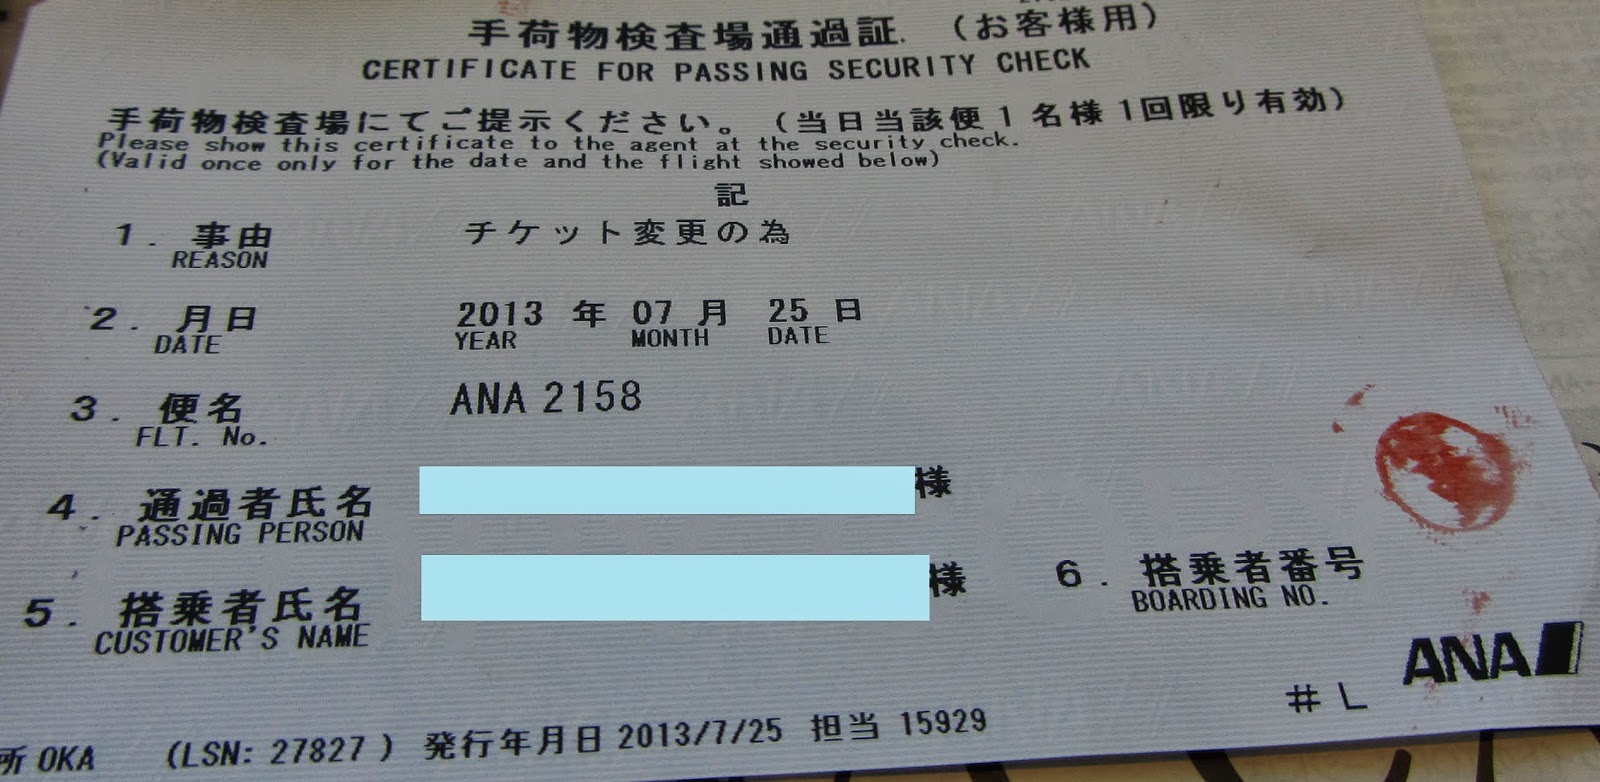 手荷物検査場通過証. (お客様用)
CERTIFICATE FOR PASSING SECURITY CHECK
手荷物検査場にてご提示ください。(当日当該便1名様1回限り有効)
Please show this certificate to the agent at the security check.
(Valid once only for the date and the flight showed below)
記
1. 事由 チケット変更の為
REASON
2. 月日 2013 年 07 月 25 日
DATE YEAR MONTH DATE
3. 便名 ANA 2158
FLT. No.
4. 通過者氏名 様
PASSING PERSON
5. 搭乗者氏名 様 6. 搭乗者番号
CUSTOMER'S NAME BOARDING NO.
ANA
#L
所 OKA (LSN: 27827 ) 発行年月日 2013/7/25 担当 15929